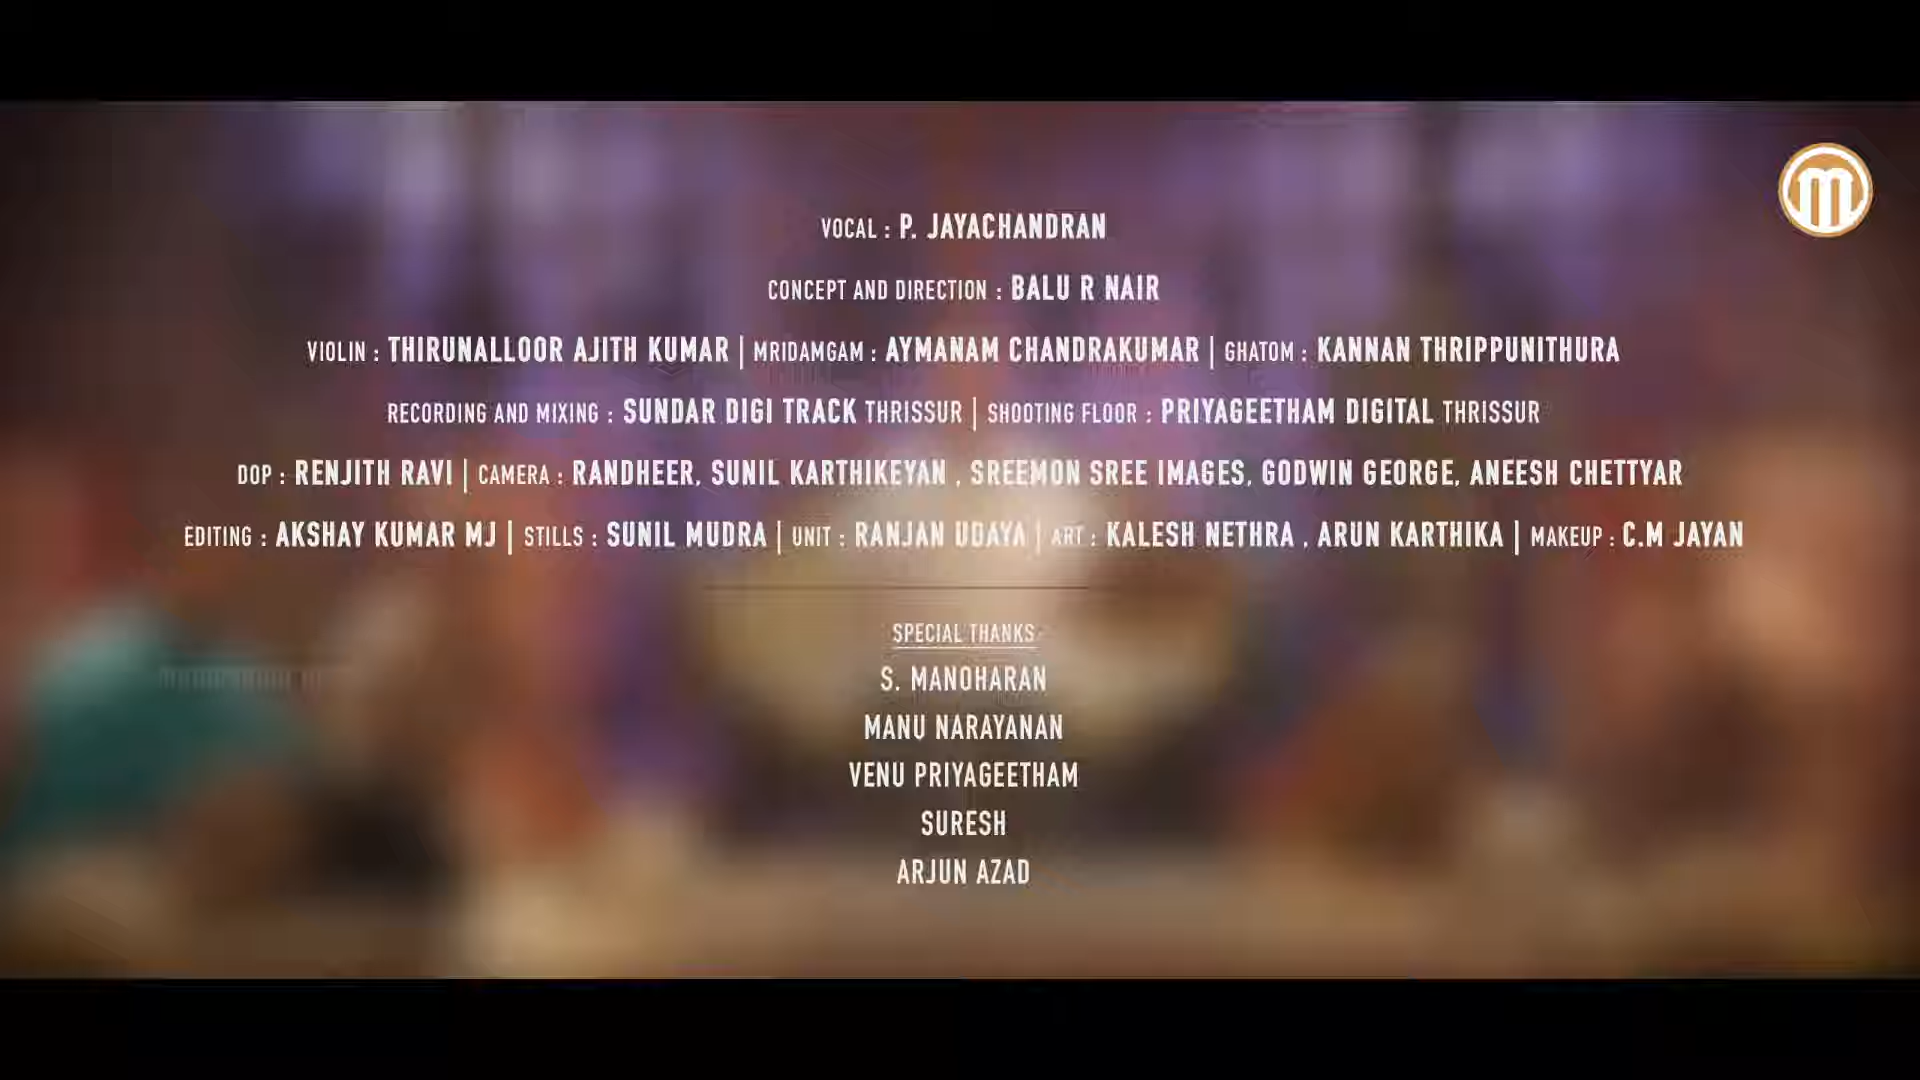 VOCAL : P. JAYACHANDRAN
CONCEPT AND DIRECTION : BALU R NAIR
VIOLIN : THIRUNALLOOR AJITH KUMAR | MRIDAMGAM : AYMANAM CHANDRAKUMAR | GHATOM : KANNAN THRIPPUNITHURA
RECORDING AND MIXING : SUNDAR DIGI TRACK THRISSUR | SHOOTING FLOOR : PRIYAGEETHAM DIGITAL THRISSUR
DOP : RENJITH RAVI | CAMERA : RANDHEER, SUNIL KARTHIKEYAN , SREEMON SREE IMAGES, GODWIN GEORGE, ANEESH CHETTYAR
EDITING : AKSHAY KUMAR MJ | STILLS : SUNIL MUDRA | UNIT : RANJAN UDAYA | ART : KALESH NETHRA , ARUN KARTHIKA | MAKEUP : C.M JAYAN
SPECIAL THANKS
S. MANOHARAN
MANU NARAYANAN
VENU PRIYAGEETHAM
SURESH
ARJUN AZAD